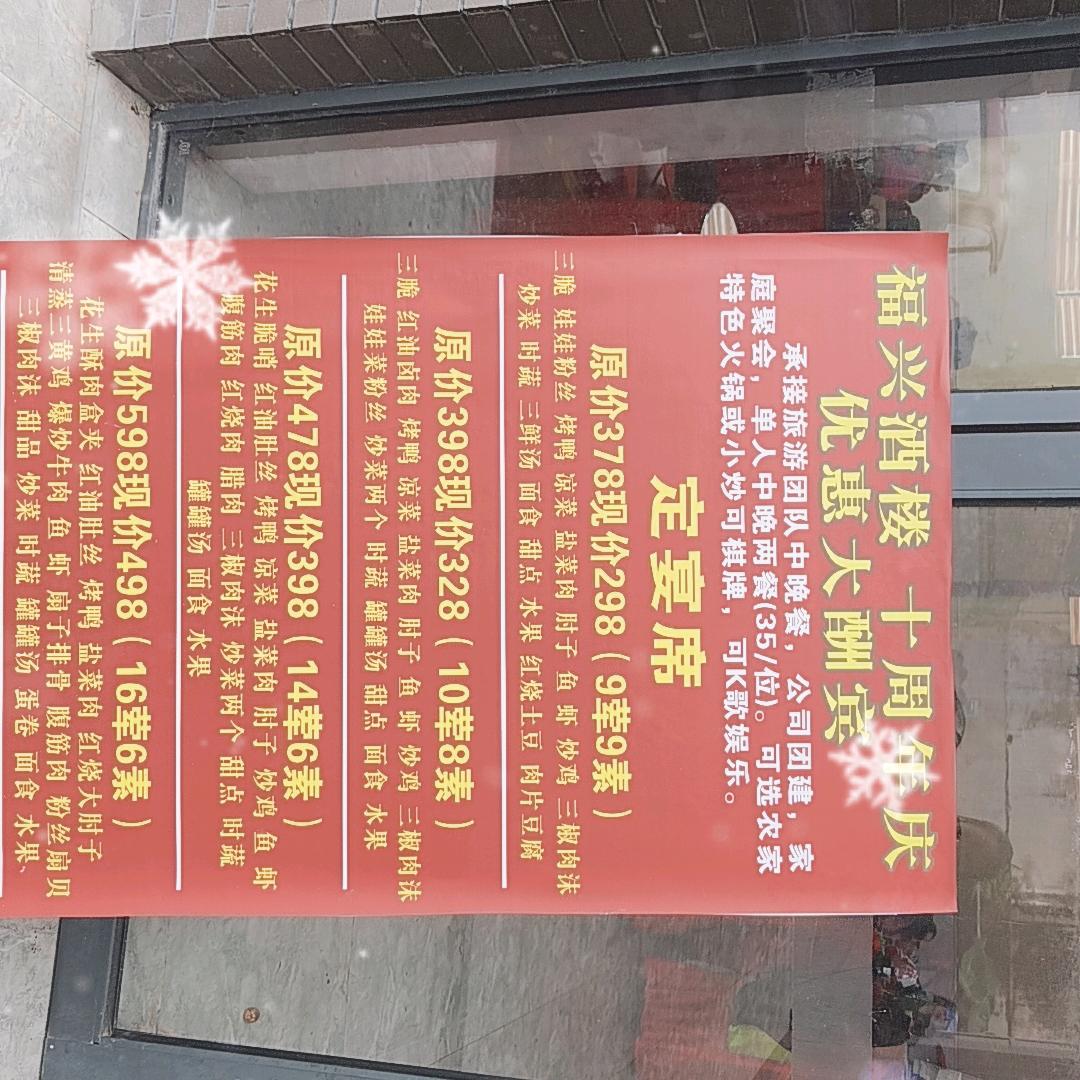 福兴酒楼 十周年庆
优惠大酬宾
承接旅游团队中晚餐，公司团建，家
庭聚会，单人中晚两餐(35/位)。可选农家
特色火锅或小炒可棋牌，可K歌娱乐。
定宴席
原价378现价298（9荤9素）
三脆 娃娃粉丝 烤鸭 凉菜 盐菜肉 肘子 鱼 虾 炒鸡 三椒肉沫
炒菜 时蔬 三鲜汤 面食 甜点 水果 红烧土豆 肉片豆腐
原价398现价328（10荤8素）
三脆 红油卤肉 烤鸭 凉菜 盐菜肉 肘子 鱼 虾 炒鸡 三椒肉沫
娃娃菜粉丝 炒菜两个 时蔬 罐罐汤 甜点 面食 水果
原价478现价398（14荤6素）
花生脆哨 红油肚丝 烤鸭 凉菜 盐菜肉 肘子 炒鸡 鱼 虾
腹筋肉 红烧肉 腊肉 三椒肉沫 炒菜两个 甜点 时蔬
罐罐汤 面食 水果
原价598现价498（16荤6素）
花生酥肉盒夹 红油肚丝 烤鸭 盐菜肉 红烧大肘子
清蒸三黄鸡 爆炒牛肉 鱼 虾 扇子排骨 腹筋肉 粉丝扇贝
三椒肉沫 甜品 炒菜 时蔬 罐罐汤 蛋卷 面食 水果、